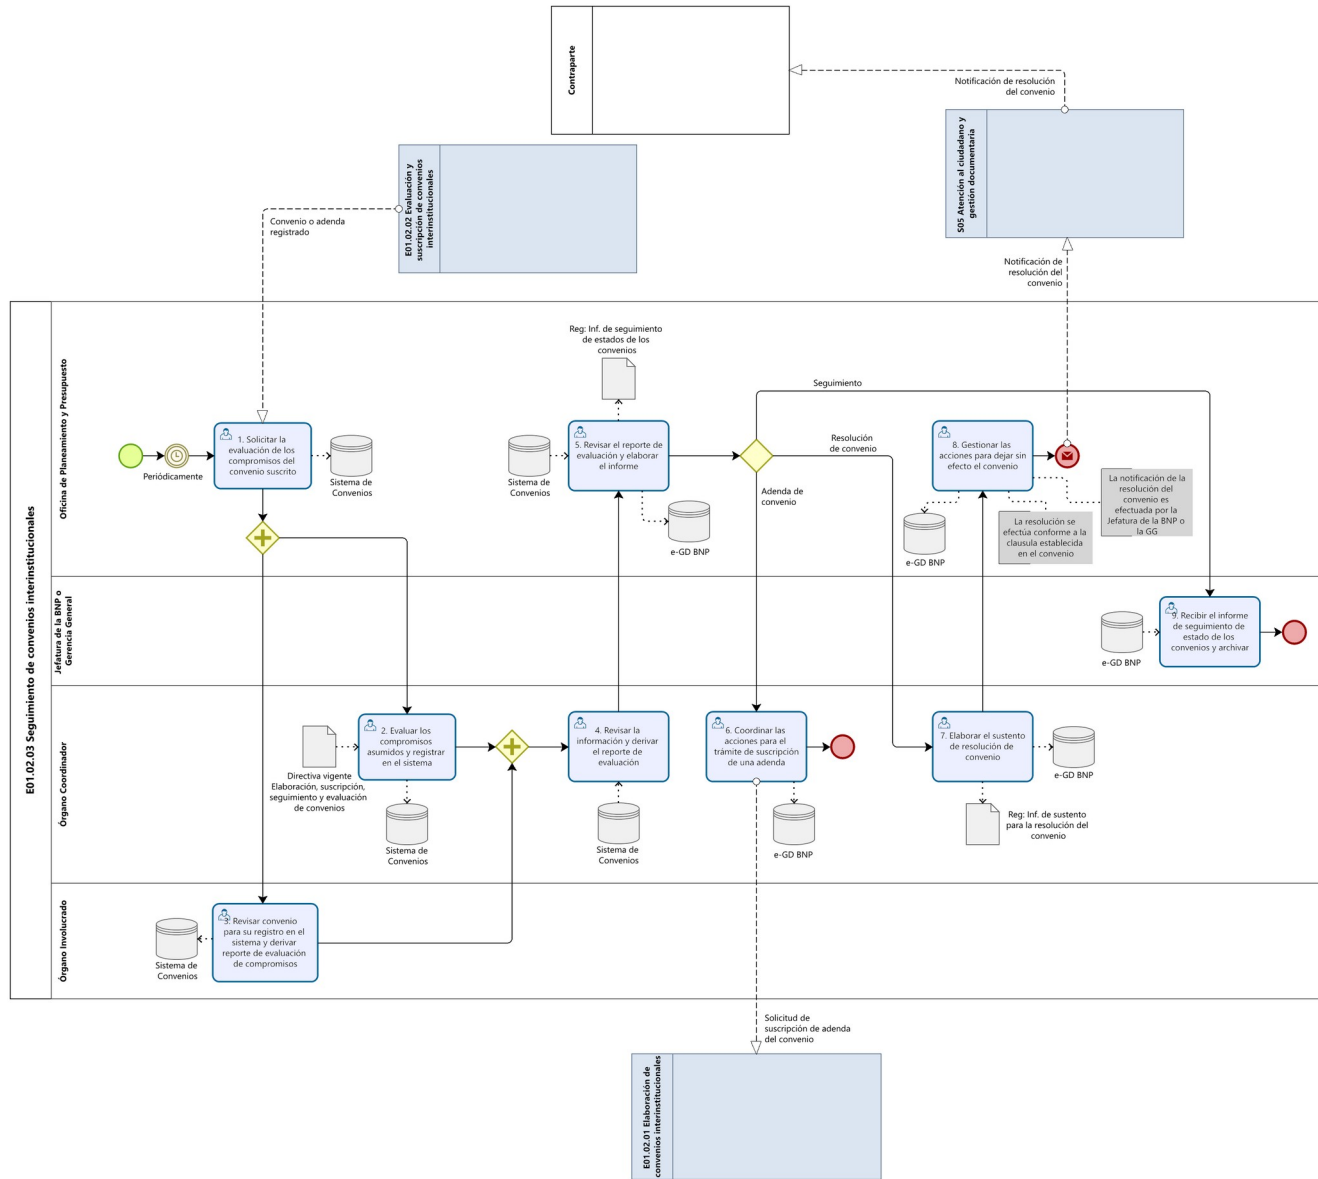 Contraparte
Notificación de resolución
del convenio
S05 Atención al ciudadano y
gestión documentaria
E01.02.02 Evaluación y
suscripción de convenios
interinstitucionales
Convenio o adenda
registrado
Notificación de
resolución del
convenio
E01.02.03 Seguimiento de convenios interinstitucionales
Oficina de Planeamiento y Presupuesto
Periódicamente
1. Solicitar la
evaluación de los
compromisos del
convenio suscrito
Sistema de
Convenios
Reg: Inf. de seguimiento
de estados de los
convenios
Sistema de
Convenios
5. Revisar el reporte de
evaluación y elaborar
el informe
e-GD BNP
Seguimiento
Resolución
de convenio
Adenda de
convenio
8. Gestionar las
acciones para dejar sin
efecto el convenio
e-GD BNP
La resolución se
efectúa conforme a la
clausula establecida
en el convenio
La notificación de la
resolución del
convenio es
efectuada por la
Jefatura de la BNP o
la GG
Jefatura de la BNP o
Gerencia General
e-GD BNP
9. Recibir el informe
de seguimiento de
estado de los
convenios y archivar
Órgano Coordinador
Directiva vigente
Elaboración, suscripción,
seguimiento y evaluación
de convenios
2. Evaluar los
compromisos
asumidos y registrar
en el sistema
Sistema de
Convenios
4. Revisar la
información y derivar
el reporte de
evaluación
Sistema de
Convenios
6. Coordinar las
acciones para el
trámite de suscripción
de una adenda
e-GD BNP
7. Elaborar el sustento
de resolución de
convenio
e-GD BNP
Reg: Inf. de sustento
para la resolución del
convenio
Órgano Involucrado
Sistema de
Convenios
3. Revisar convenio
para su registro en el
sistema y derivar
reporte de evaluación
de compromisos
Solicitud de
suscripción de adenda
del convenio
E01.02.01 Elaboración de
convenios interinstitucionales